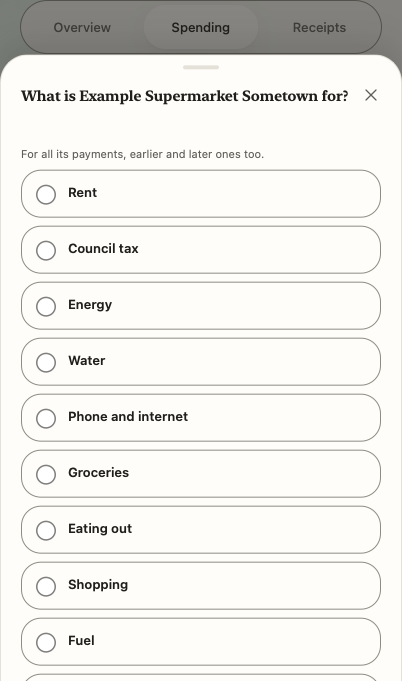 Overview
Spending
Receipts
What is Example Supermarket Sometown for?
For all its payments, earlier and later ones too.
Rent
Council tax
Energy
Water
Phone and internet
Groceries
Eating out
Shopping
Fuel